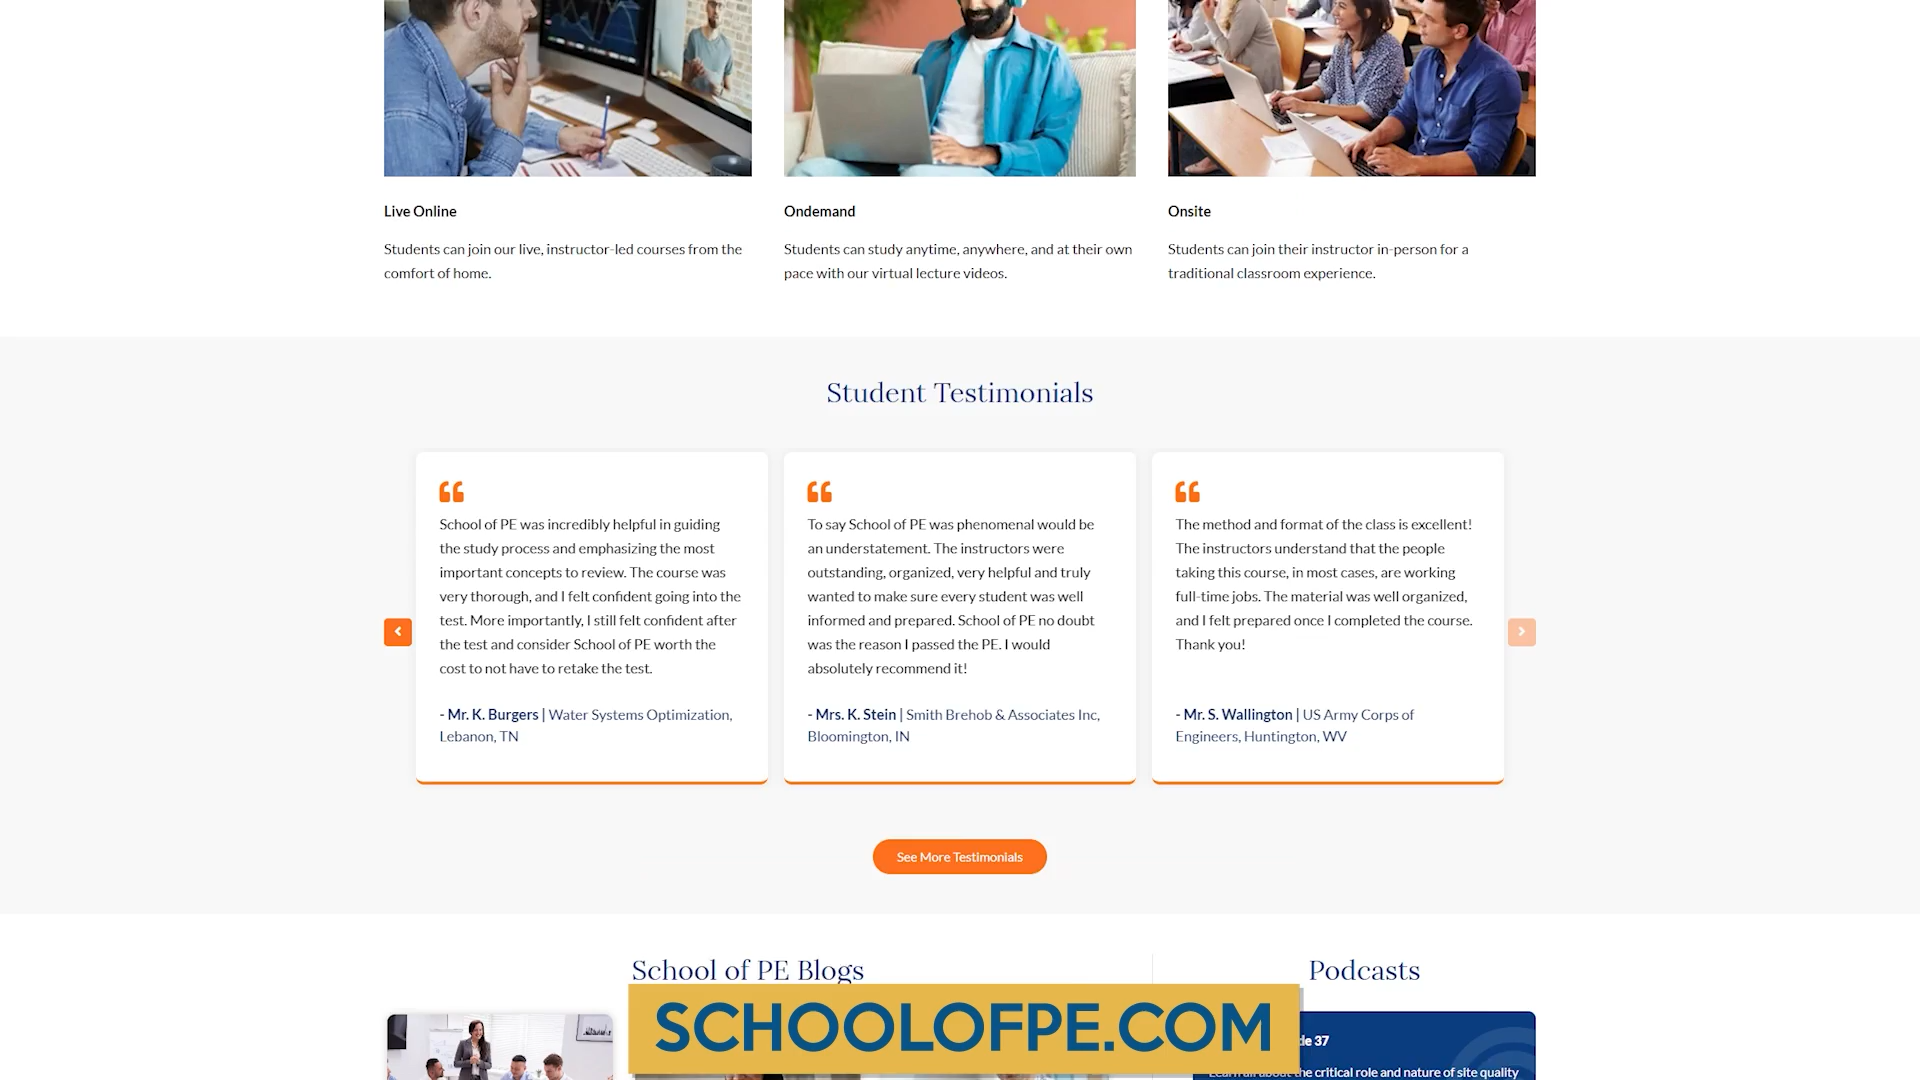 Live Online
Students can join our live, instructor-led courses from the
comfort of home.
Ondemand
Students can study anytime, anywhere, and at their own
pace with our virtual lecture videos.
Onsite
Students can join their instructor in-person for a
traditional classroom experience.
Student Testimonials
School of PE was incredibly helpful in guiding
the study process and emphasizing the most
important concepts to review. The course was
very thorough, and I felt confident going into the
test. More importantly, I still felt confident after
the test and consider School of PE worth the
cost to not have to retake the test.
- Mr. K. Burgers | Water Systems Optimization,
Lebanon, TN
To say School of PE was phenomenal would be
an understatement. The instructors were
outstanding, organized, very helpful and truly
wanted to make sure every student was well
informed and prepared. School of PE no doubt
was the reason I passed the PE. I would
absolutely recommend it!
- Mrs. K. Stein | Smith Brehob & Associates Inc,
Bloomington, IN
The method and format of the class is excellent!
The instructors understand that the people
taking this course, in most cases, are working
full-time jobs. The material was well organized,
and I felt prepared once I completed the course.
Thank you!
- Mr. S. Wallington | US Army Corps of
Engineers, Huntington, WV
See More Testimonials
School of PE Blogs
Podcasts
SCHOOLOFPE.COM
37
the critical role and nature of site quality